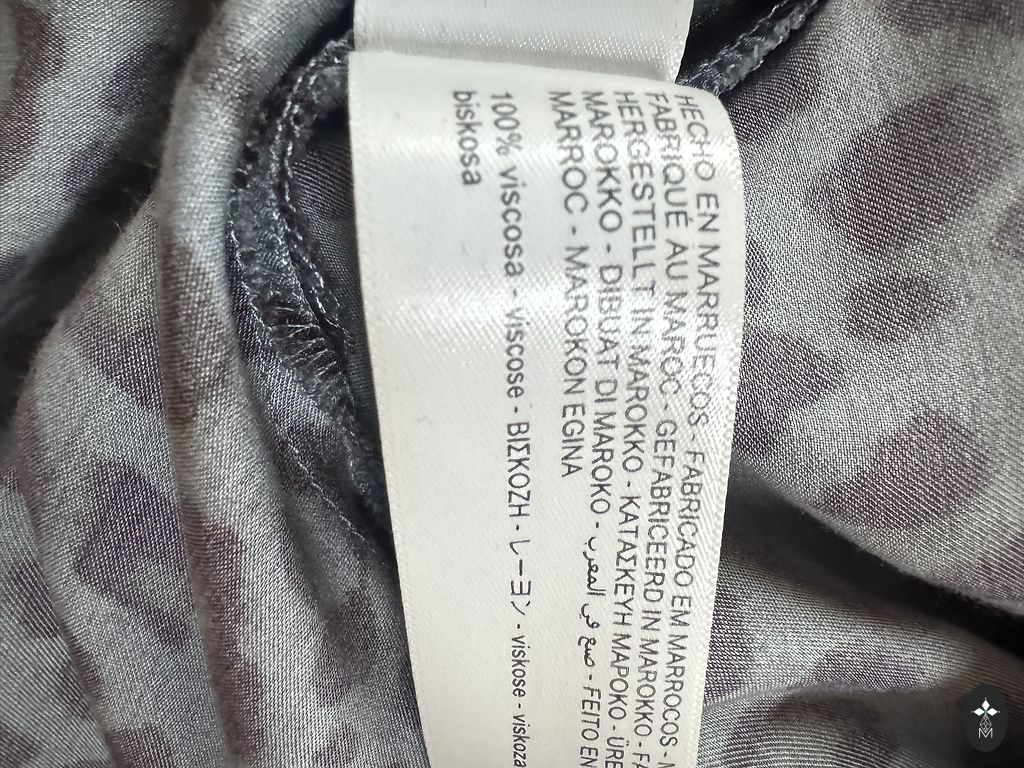 HECHO EN MARRUECOS - FABRICADO EM MARROCOS -
FABRIQUÉ AU MAROC - GEFABRICEERD IN MAROKKO -
HERGESTELLT IN MAROKKO - ΚΑΤΑΣΚΕΥΗ ΜΑΡΟΚΟ -
MAROKKO - DIBUAT DI MAROKO - صنع في المغرب - FEITO EN
MARROC - MAROKON EGINA
100% viscosa - viscose - ΒΙΣΚΟΖΗ - レーヨン - viskose - viskoza
biskosa
M